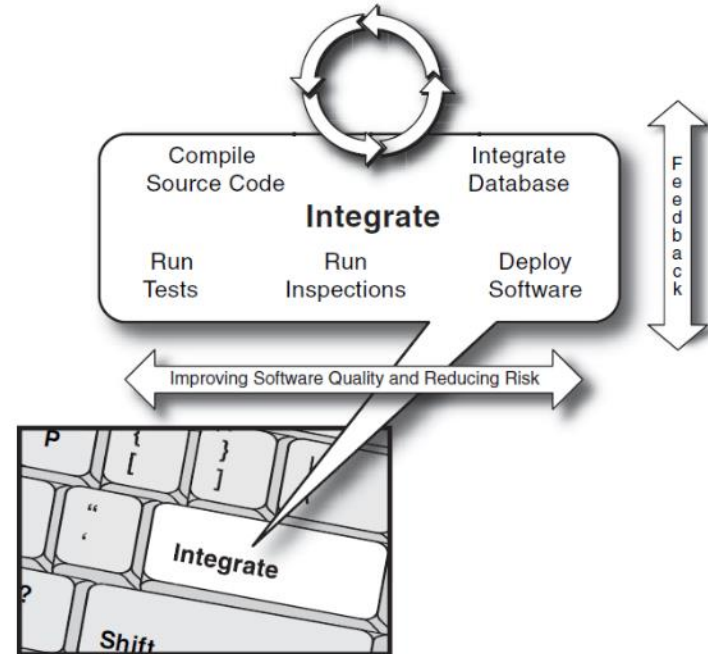 Compile
Source Code
Integrate
Database
Integrate
Run
Tests
Run
Inspections
Deploy
Software
Feedback
Improving Software Quality and Reducing Risk
P
{
[
}
]
“
‘
Integrate
?
Shift